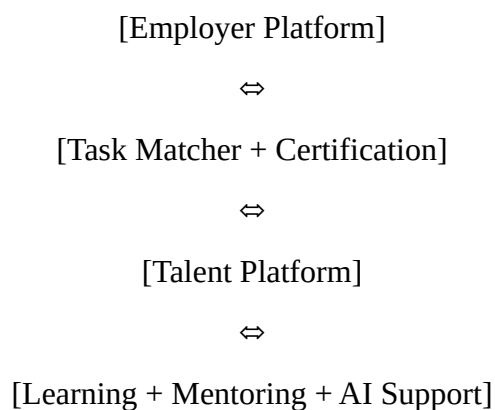 [Employer Platform]
⇔
[Task Matcher + Certification]
⇔
[Talent Platform]
⇔
[Learning + Mentoring + AI Support]